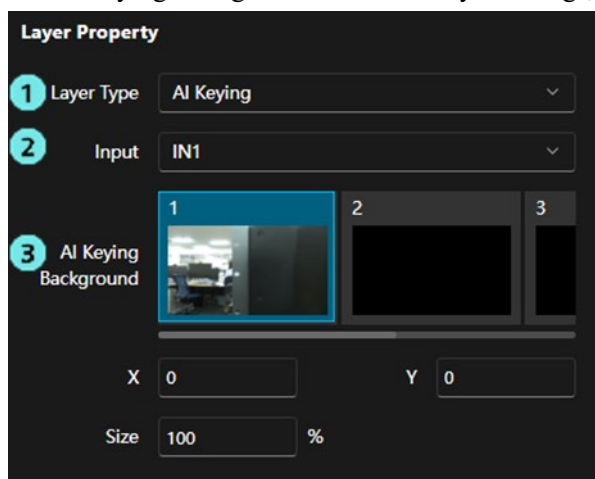 Layer Property
1 Layer Type AI Keying
2 Input IN1
1 2 3
3 AI Keying
Background
X 0 Y 0
Size 100 %